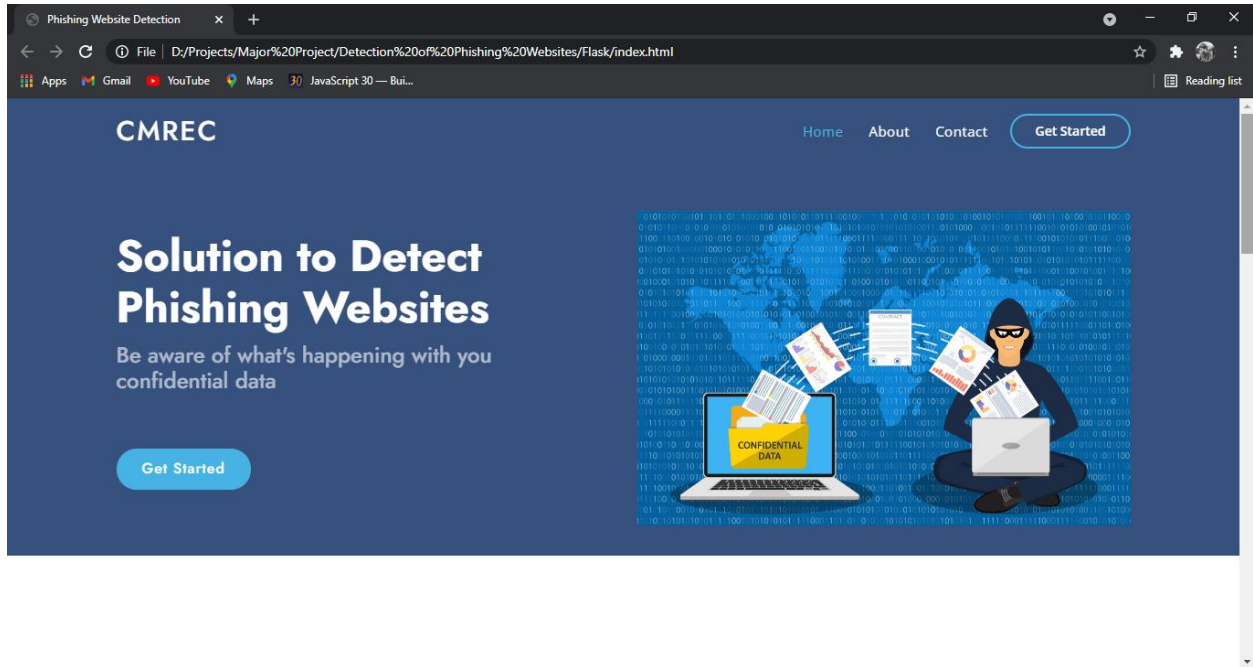 Phishing Website Detection
File | D:/Projects/Major%20Project/Detection%20of%20Phishing%20Websites/Flask/index.html
Apps Gmail YouTube Maps 30 JavaScript 30 — Bui... Reading list
CMREC Home About Contact Get Started
Solution to Detect
Phishing Websites
Be aware of what's happening with you
confidential data
Get Started
CONTRACT
CONFIDENTIAL
DATA